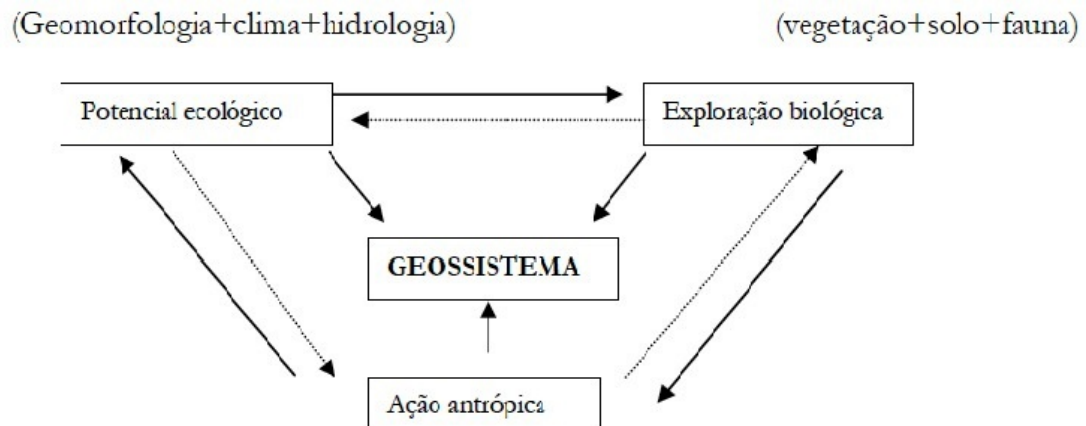 (Geomorfologia+clima+hidrologia)
(vegetação+solo+fauna)
Potencial ecológico
Exploração biológica
GEOSSISTEMA
Ação antrópica